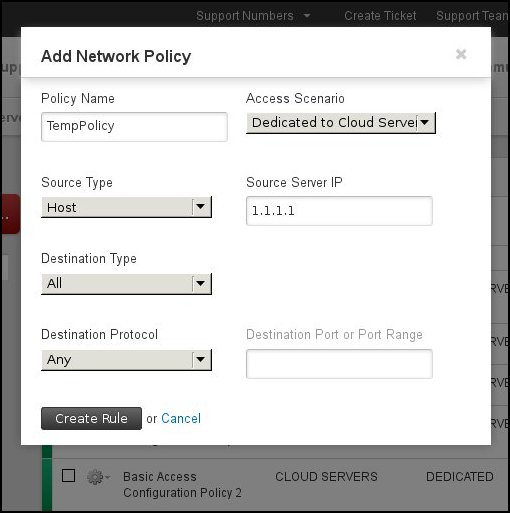 Support Numbers Create Ticket Support Team
Add Network Policy
Policy Name Access Scenario
TempPolicy Dedicated to Cloud Server
Source Type Source Server IP
Host 1.1.1.1
Destination Type
All
Destination Protocol Destination Port or Port Range
Any
Create Rule or Cancel
Basic Access CLOUD SERVERS DEDICATED
Configuration Policy 2